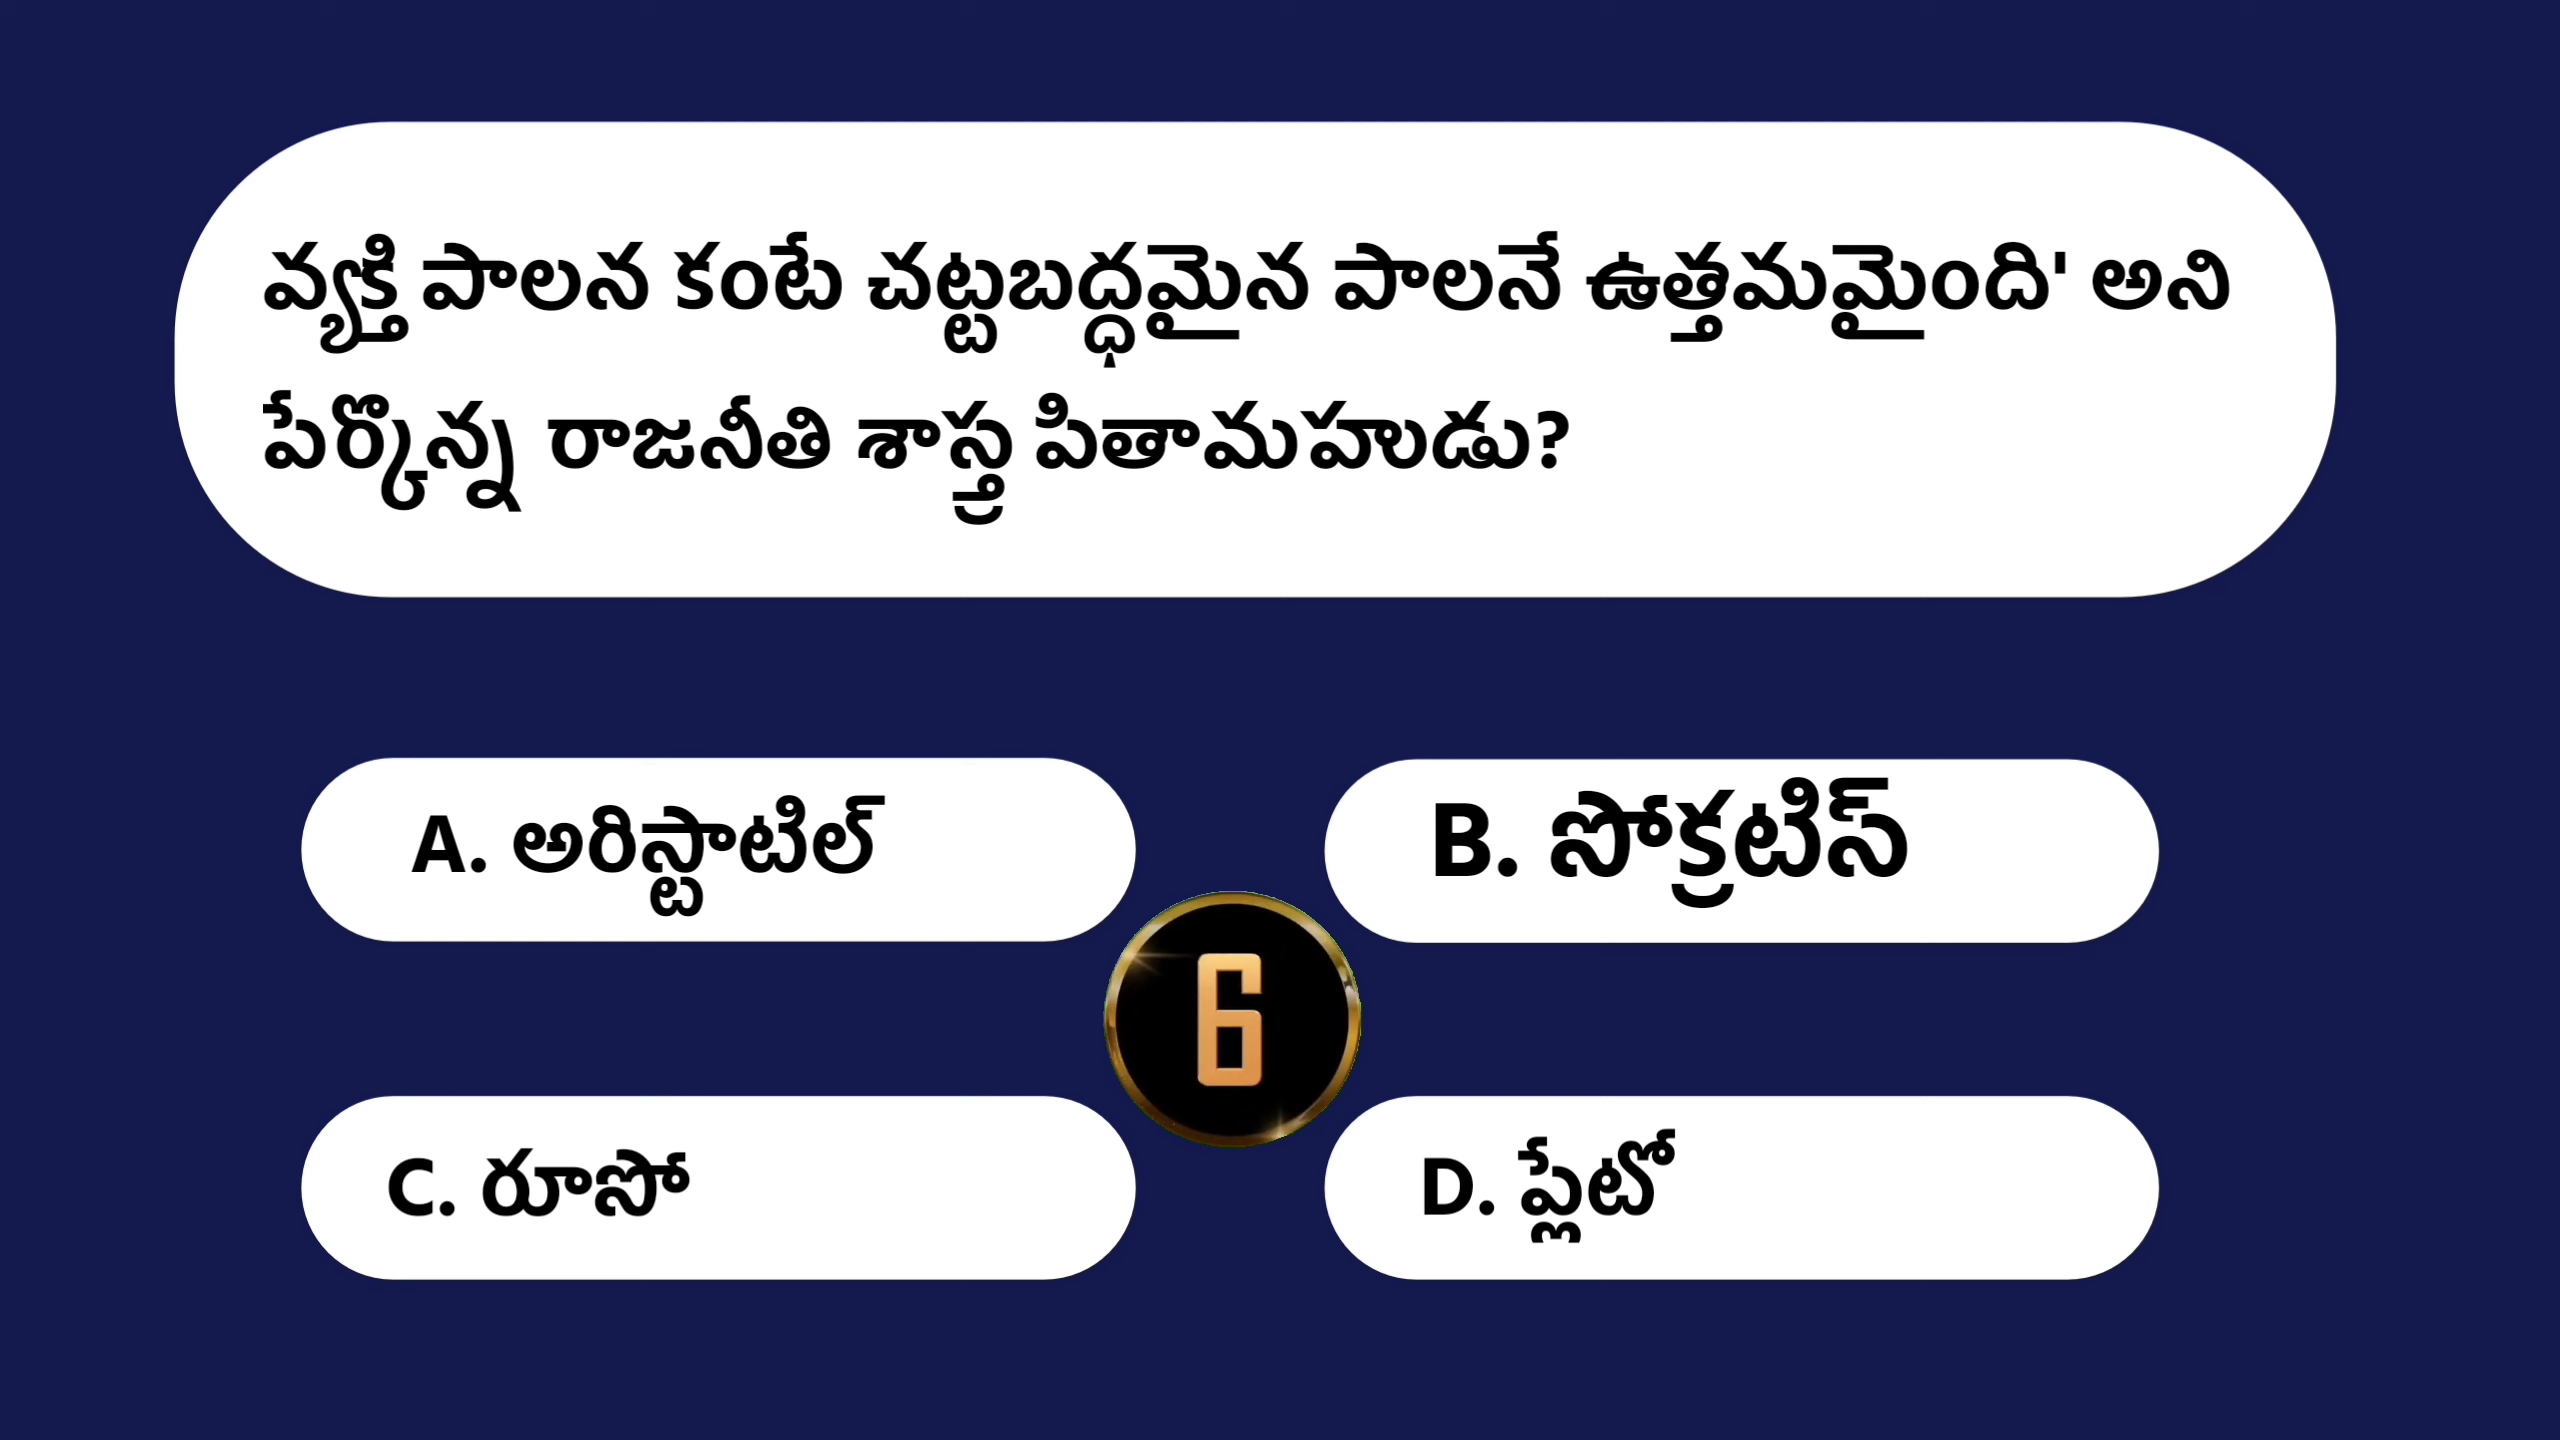 వ్యక్తి పాలన కంటే చట్టబద్ధమైన పాలనే ఉత్తమమైంది' అని
పేర్కొన్న రాజనీతి శాస్త్ర పితామహుడు?
A. అరిస్టాటిల్
B. సోక్రటిస్
6
C. రూసో
D. ప్లేటో